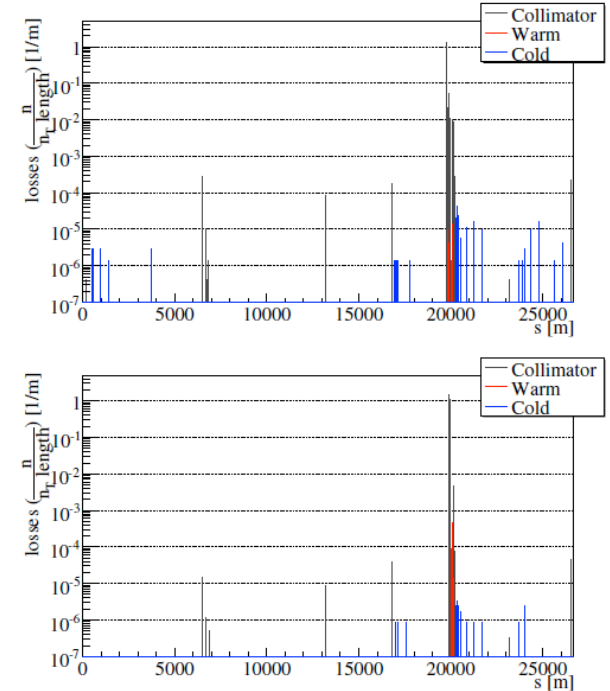 Collimator
Warm
Cold
losses (n/n_T length) [1/m]
1
10^-1
10^-2
10^-3
10^-4
10^-5
10^-6
10^-7
0 5000 10000 15000 20000 25000
s [m]
Collimator
Warm
Cold
losses (n/n_T length) [1/m]
1
10^-1
10^-2
10^-3
10^-4
10^-5
10^-6
10^-7
0 5000 10000 15000 20000 25000
s [m]